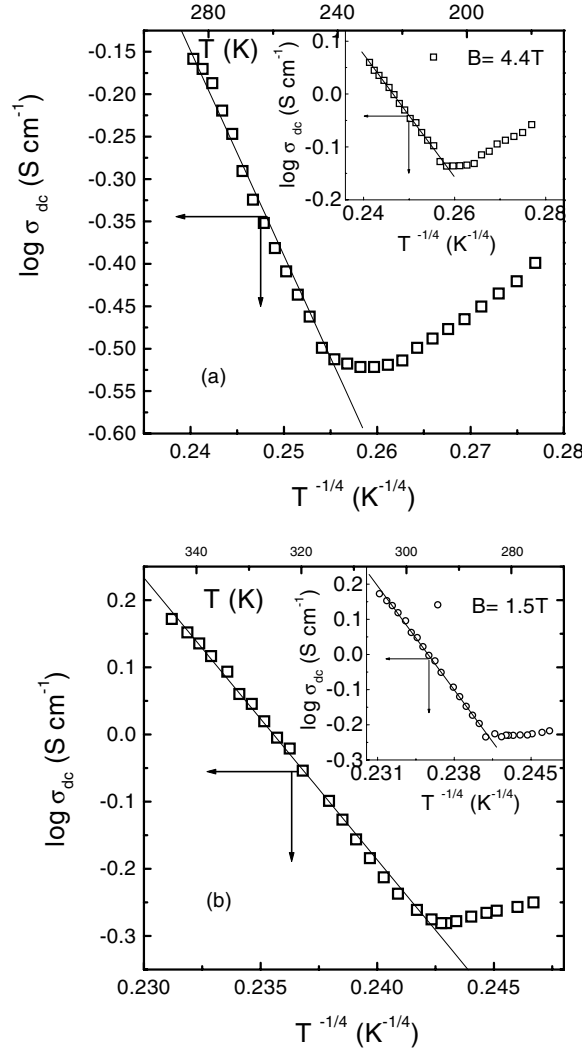 280 240 200
T (K)
B= 4.4T
0.1
0.0
-0.1
-0.2
log σdc (S cm-1)
0.24 0.26 0.28
T -1/4 (K-1/4)
-0.15
-0.20
-0.25
-0.30
-0.35
-0.40
-0.45
-0.50
-0.55
-0.60
log σ dc (S cm-1)
(a)
0.24 0.25 0.26 0.27 0.28
T -1/4 (K-1/4)
340 320 300 280
T (K)
B= 1.5T
0.2
0.1
0.0
-0.1
-0.2
-0.3
log σdc (S cm-1)
0.231 0.238 0.245
T -1/4 (K-1/4)
0.2
0.1
0.0
-0.1
-0.2
-0.3
log σdc (S cm-1)
(b)
0.230 0.235 0.240 0.245
T -1/4 (K-1/4)